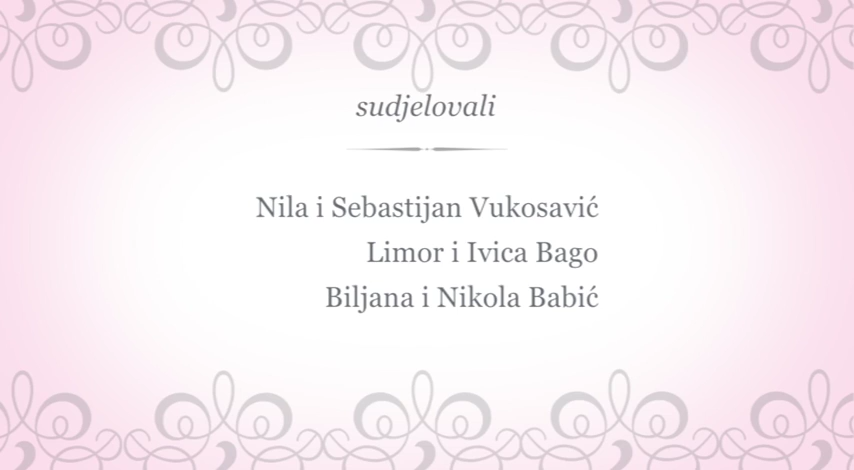 sudjelovali
Nila i Sebastijan Vukosavić
Limor i Ivica Bago
Biljana i Nikola Babić